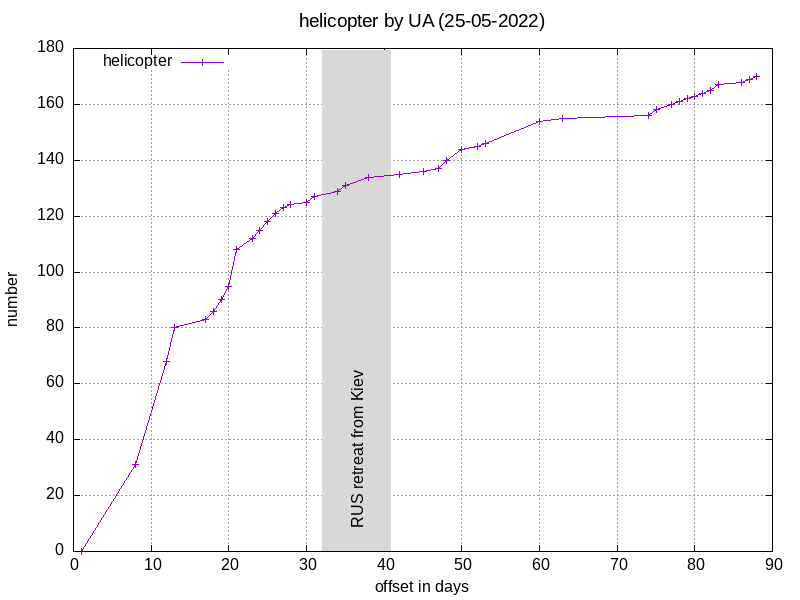 helicopter by UA (25-05-2022)
helicopter
180
160
140
120
100
80
60
40
20
0
number
RUS retreat from Kiev
0 10 20 30 40 50 60 70 80 90
offset in days